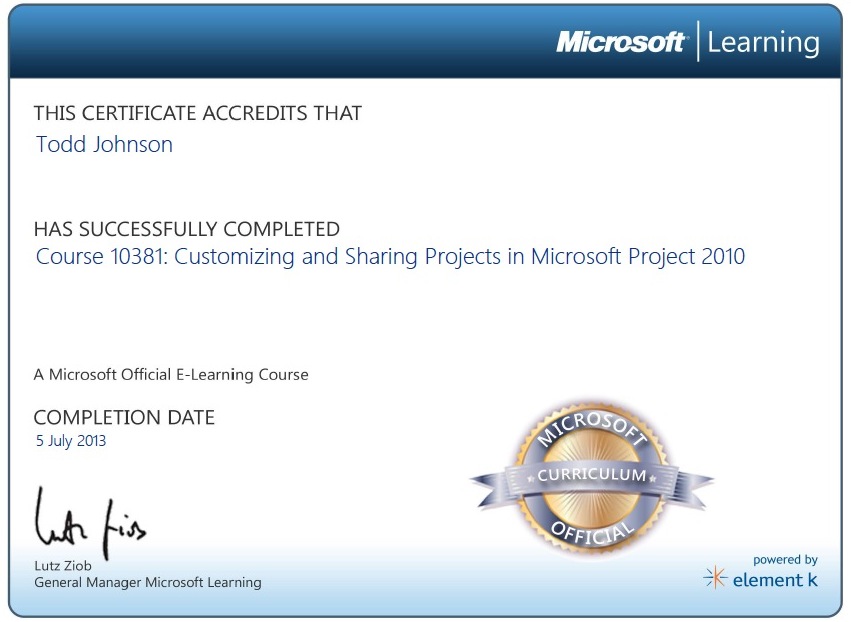 Microsoft | Learning
THIS CERTIFICATE ACCREDITS THAT
Todd Johnson
HAS SUCCESSFULLY COMPLETED
Course 10381: Customizing and Sharing Projects in Microsoft Project 2010
A Microsoft Official E-Learning Course
COMPLETION DATE
5 July 2013
MICROSOFT
CURRICULUM
OFFICIAL
Lutz Ziob
Lutz Ziob
General Manager Microsoft Learning
powered by
element k